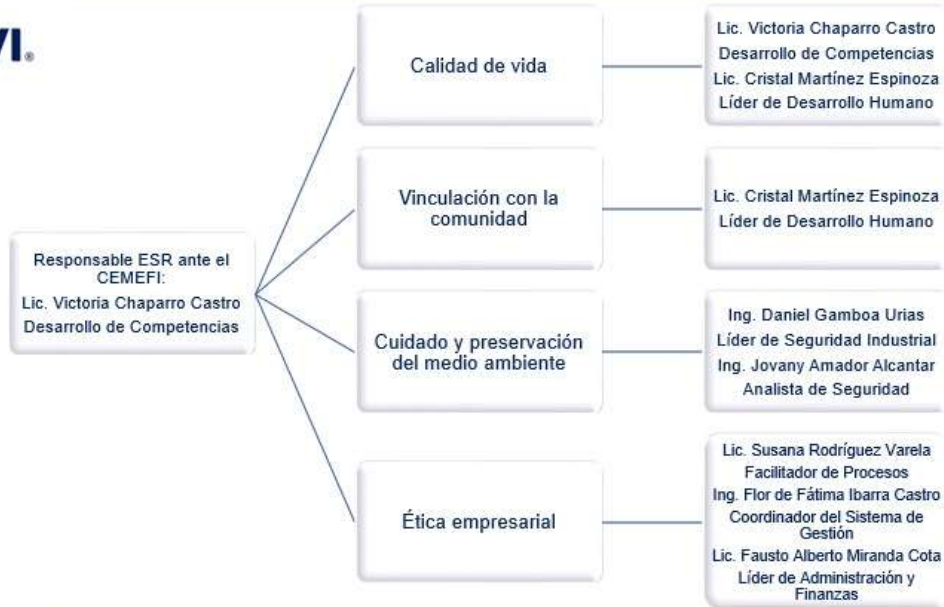 VI®
Responsable ESR ante el
CEMEFI:
Lic. Victoria Chaparro Castro
Desarrollo de Competencias
Calidad de vida
Lic. Victoria Chaparro Castro
Desarrollo de Competencias
Lic. Cristal Martínez Espinoza
Líder de Desarrollo Humano
Vinculación con la
comunidad
Lic. Cristal Martínez Espinoza
Líder de Desarrollo Humano
Cuidado y preservación
del medio ambiente
Ing. Daniel Gamboa Urias
Líder de Seguridad Industrial
Ing. Jovany Amador Alcantar
Analista de Seguridad
Ética empresarial
Lic. Susana Rodríguez Varela
Facilitador de Procesos
Ing. Flor de Fátima Ibarra Castro
Coordinador del Sistema de
Gestión
Lic. Fausto Alberto Miranda Cota
Líder de Administración y
Finanzas